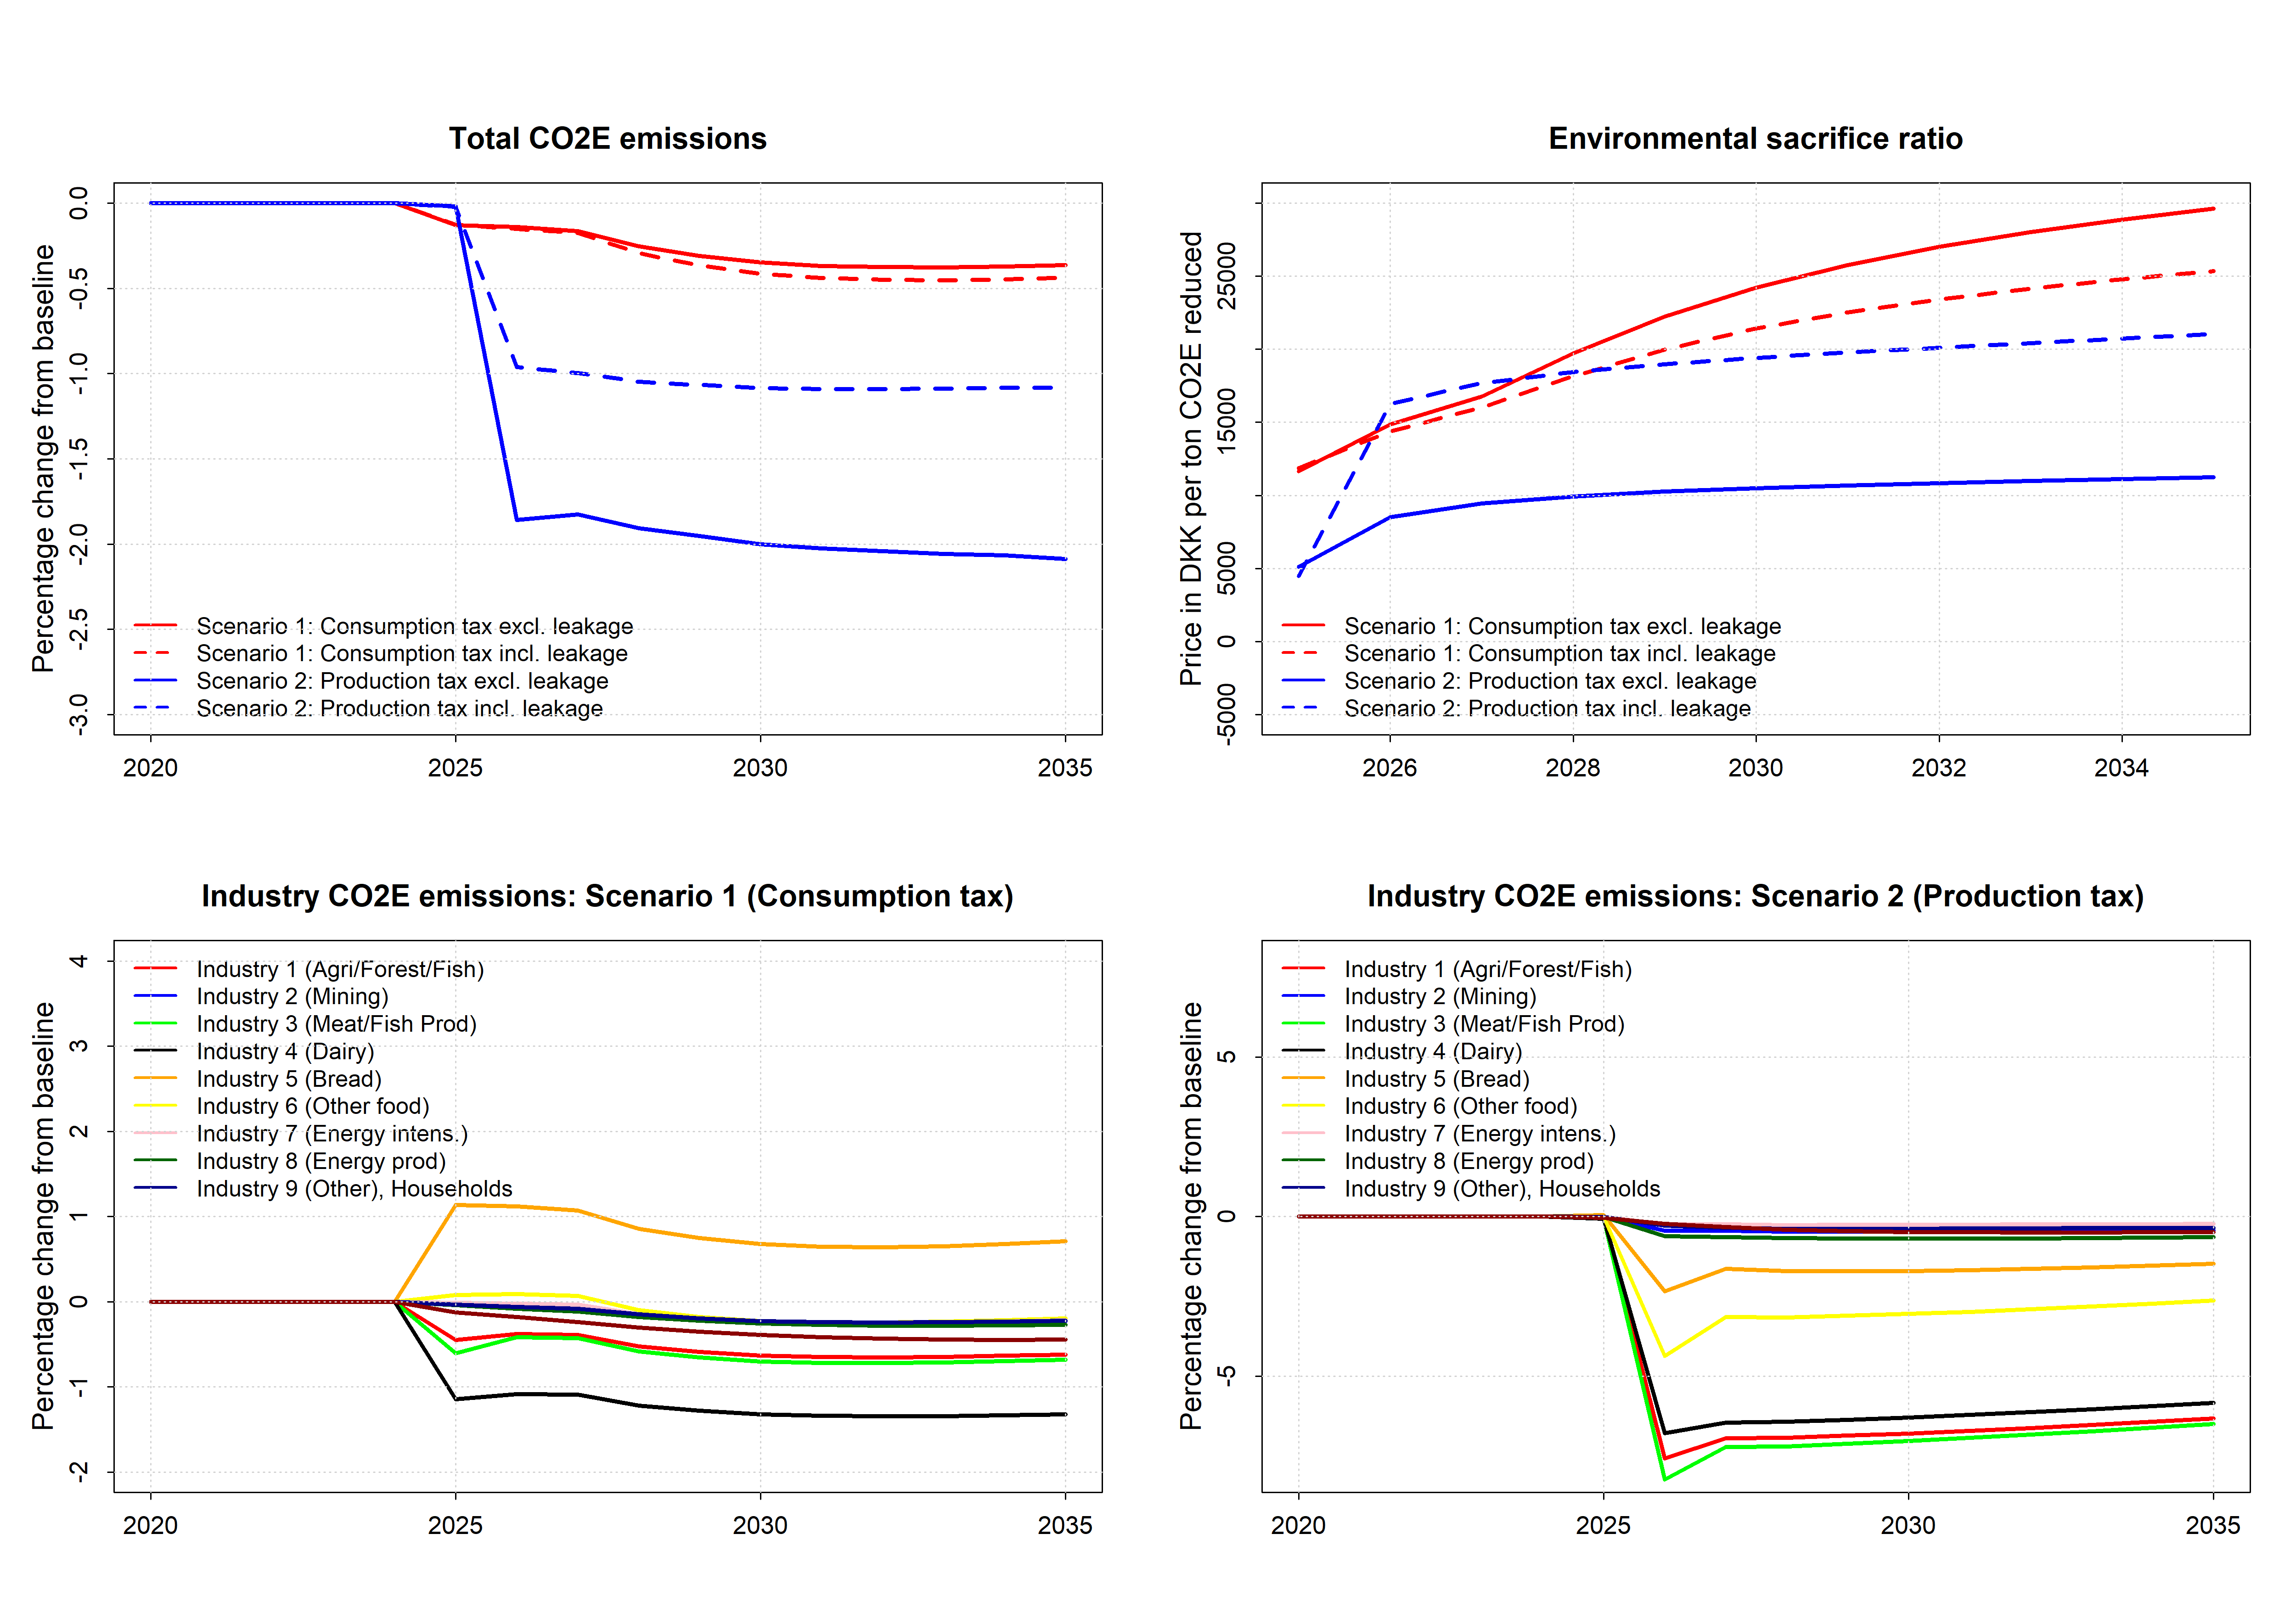 Total CO2E emissions
Percentage change from baseline
0.0
-0.5
-1.0
-1.5
-2.0
-2.5
-3.0
Scenario 1: Consumption tax excl. leakage
Scenario 1: Consumption tax incl. leakage
Scenario 2: Production tax excl. leakage
Scenario 2: Production tax incl. leakage
2020 2025 2030 2035
Environmental sacrifice ratio
Price in DKK per ton CO2E reduced
25000
15000
5000
0
-5000
Scenario 1: Consumption tax excl. leakage
Scenario 1: Consumption tax incl. leakage
Scenario 2: Production tax excl. leakage
Scenario 2: Production tax incl. leakage
2026 2028 2030 2032 2034
Industry CO2E emissions: Scenario 1 (Consumption tax)
Percentage change from baseline
4
3
2
1
0
-1
-2
Industry 1 (Agri/Forest/Fish)
Industry 2 (Mining)
Industry 3 (Meat/Fish Prod)
Industry 4 (Dairy)
Industry 5 (Bread)
Industry 6 (Other food)
Industry 7 (Energy intens.)
Industry 8 (Energy prod)
Industry 9 (Other), Households
2020 2025 2030 2035
Industry CO2E emissions: Scenario 2 (Production tax)
Percentage change from baseline
5
0
-5
Industry 1 (Agri/Forest/Fish)
Industry 2 (Mining)
Industry 3 (Meat/Fish Prod)
Industry 4 (Dairy)
Industry 5 (Bread)
Industry 6 (Other food)
Industry 7 (Energy intens.)
Industry 8 (Energy prod)
Industry 9 (Other), Households
2020 2025 2030 2035